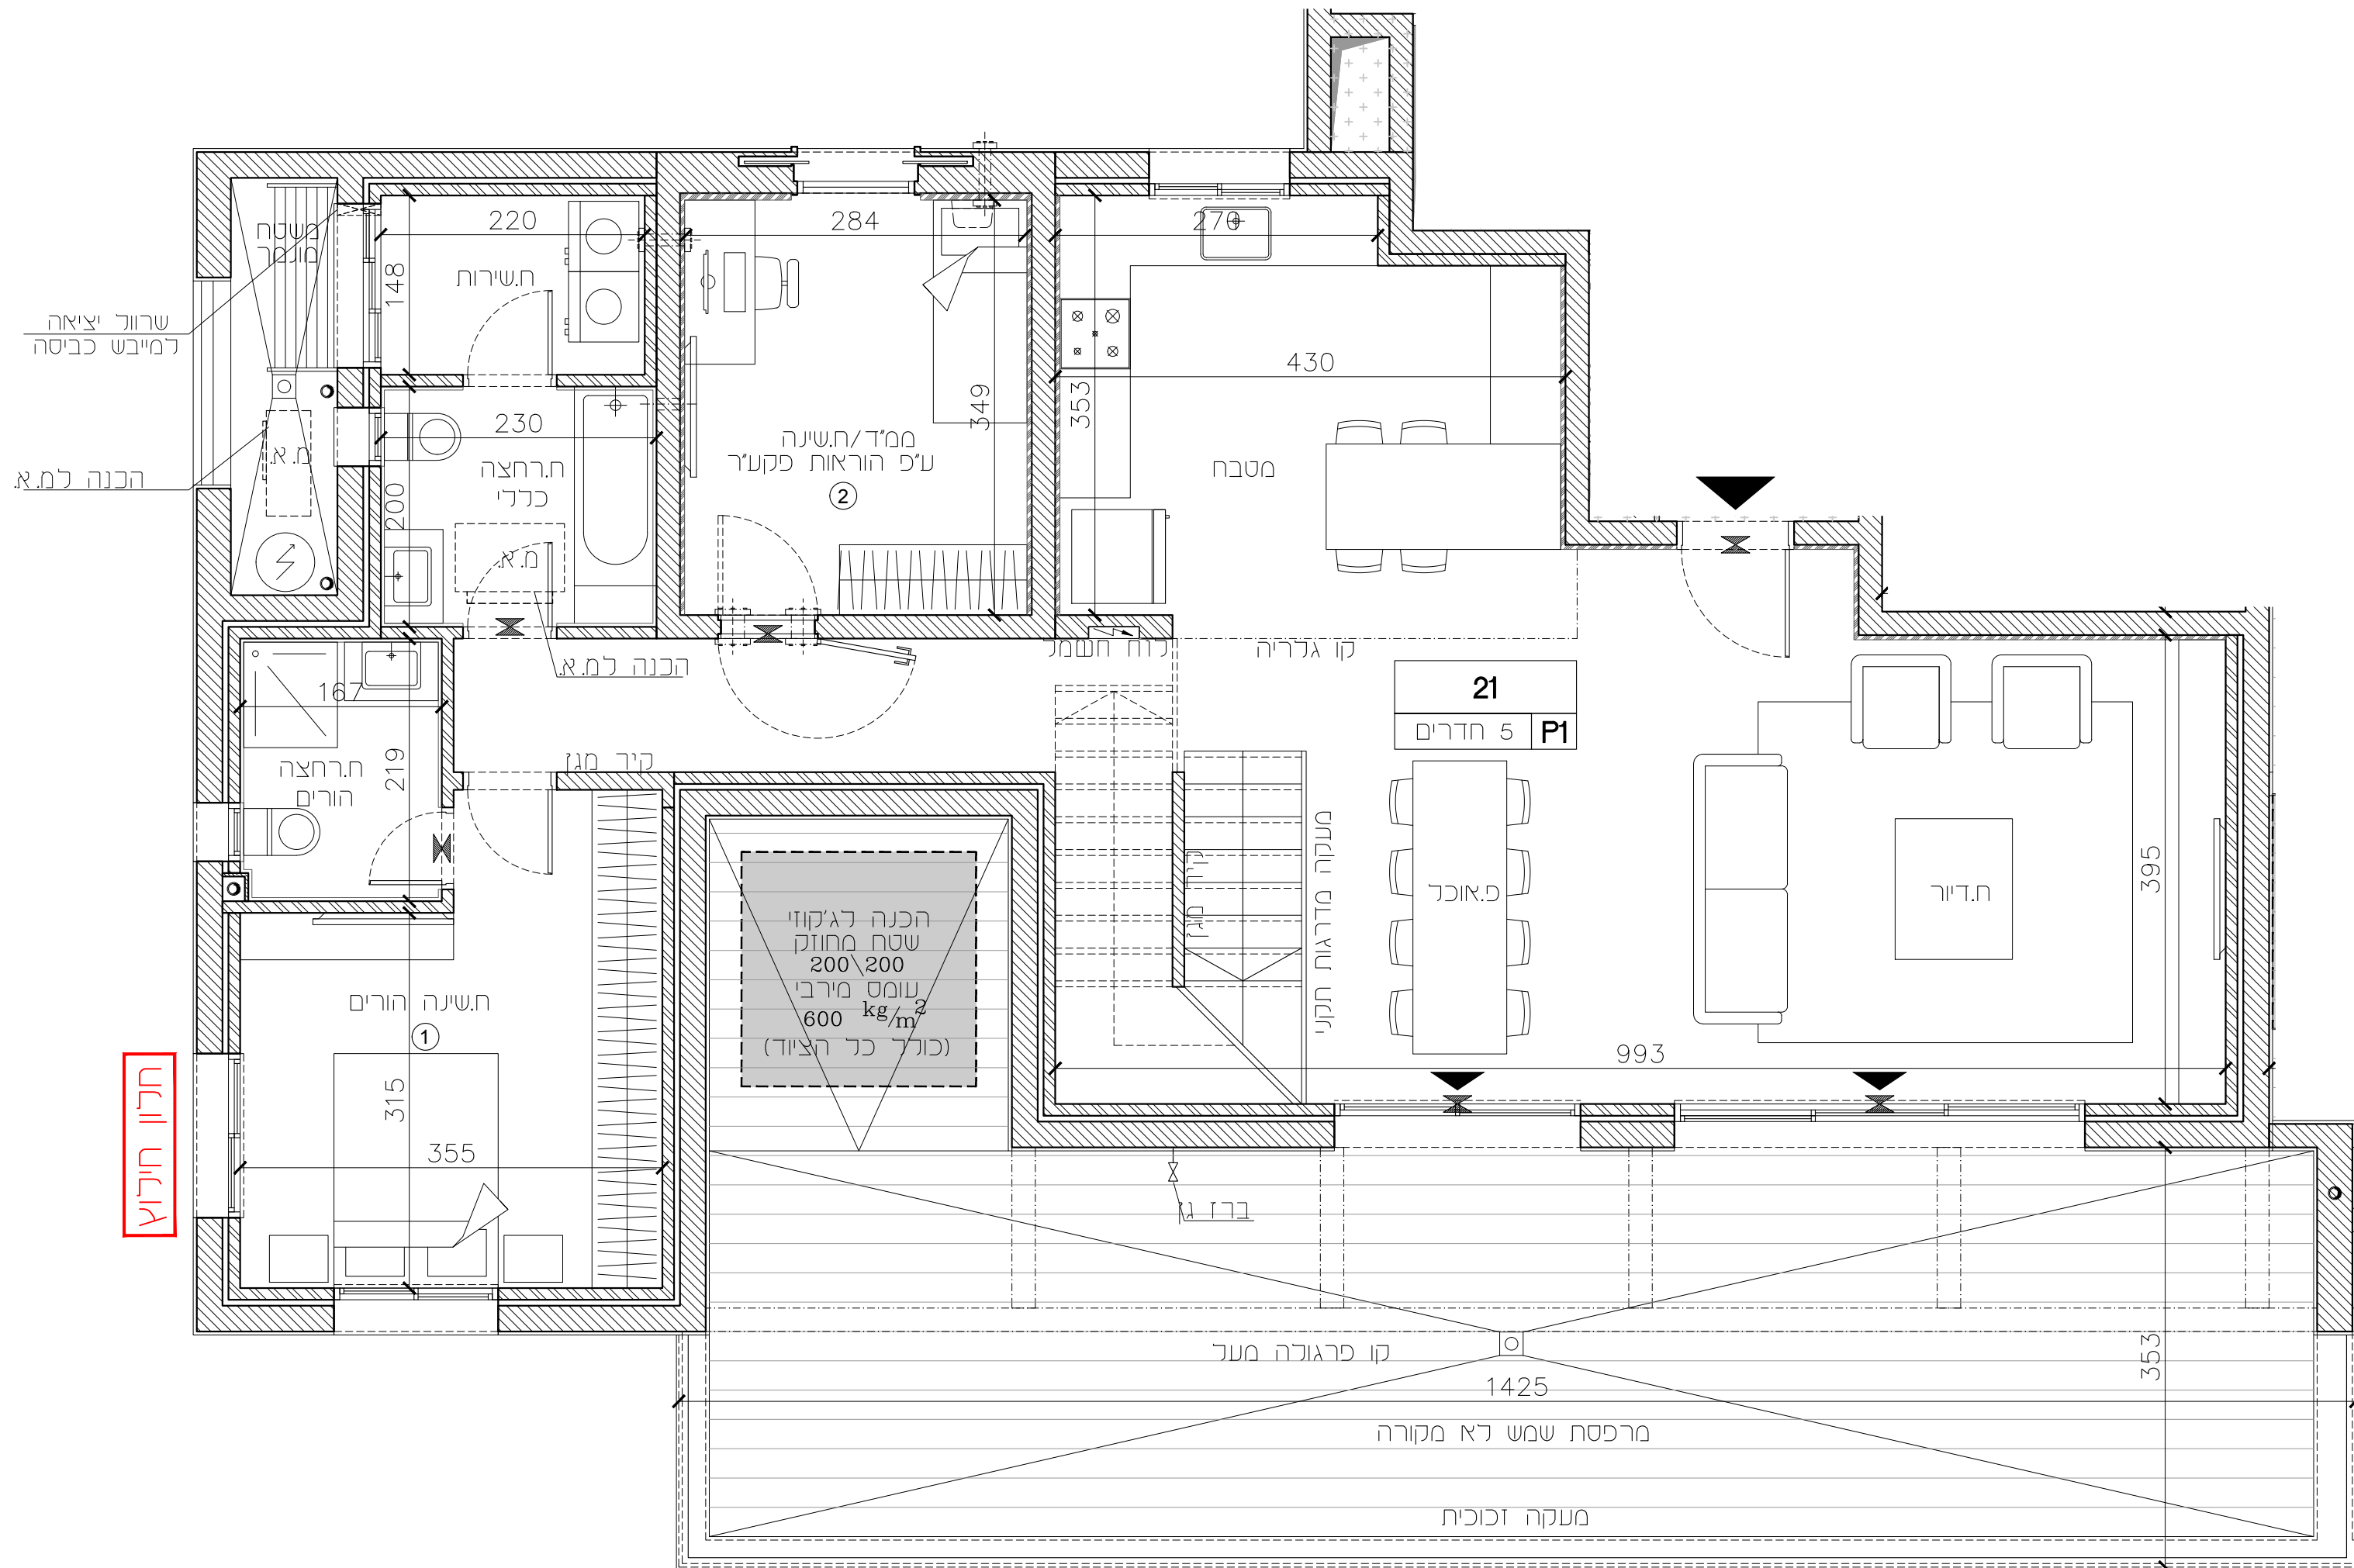 משטח
מונמך
220
284
270
ח.שירות
148
שרוול יציאה
למייבש כביסה
430
353
349
230
ממ"ד/ח.שינה
ע"פ הוראות פקע"ר
2
מטבח
ח.רחצה
כללי
מ.א.
הכנה למ.א.
200
מ.א.
הכנה למ.א.
לוח חשמל
קו גלריה
21
5 חדרים
P1
167
219
ח.רחצה
הורים
קיר מגן
קיר מגן
מעקה מדרגות תקני
פ.אוכל
ח.דיור
395
הכנה לג'קוזי
שטח מחוזק
200\200
עומס מירבי
600 kg/m2
(כולל כל הציוד)
ח.שינה הורים
1
חלון חילוץ
315
355
993
ברז גז
קו פרגולה מעל
353
1425
מרפסת שמש לא מקורה
מעקה זכוכית